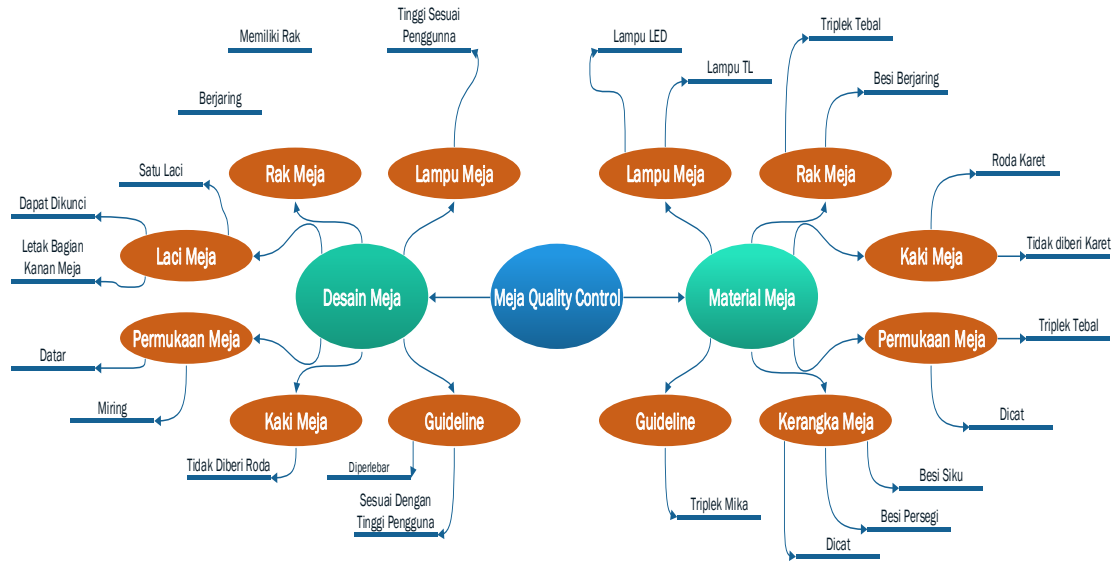 Tinggi Sesuai
Penggunna
Memiliki Rak
Berjaring
Lampu LED
Lampu TL
Triplek Tebal
Besi Berjaring
Satu Laci
Rak Meja
Lampu Meja
Lampu Meja
Rak Meja
Roda Karet
Dapat Dikunci
Letak Bagian
Kanan Meja
Laci Meja
Kaki Meja
Tidak diberi Karet
Desain Meja
Meja Quality Control
Material Meja
Permukaan Meja
Permukaan Meja
Triplek Tebal
Datar
Miring
Kaki Meja
Guideline
Guideline
Kerangka Meja
Dicat
Tidak Diberi Roda
Diperlebar
Sesuai Dengan
Tinggi Pengguna
Triplek Mika
Besi Siku
Besi Persegi
Dicat